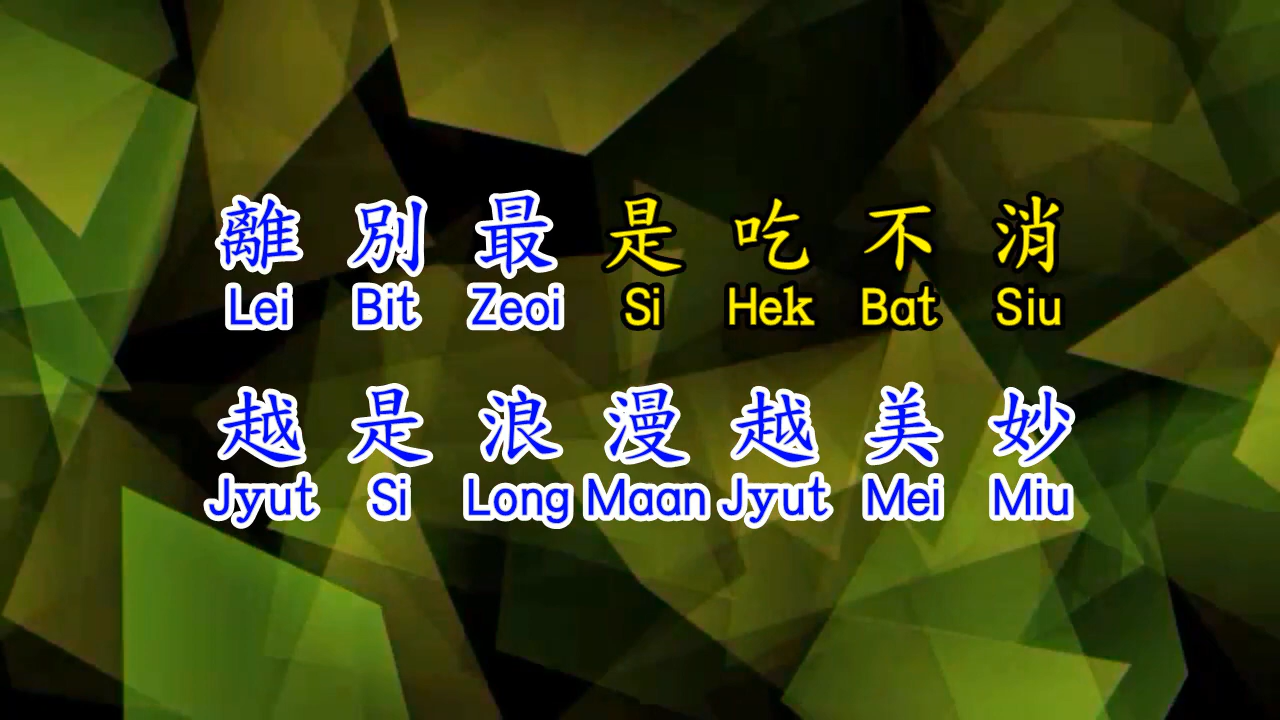 離 別 最 是 吃 不 消
Lei Bit Zeoi Si Hek Bat Siu
越 是 浪 漫 越 美 妙
Jyut Si Long Maan Jyut Mei Miu